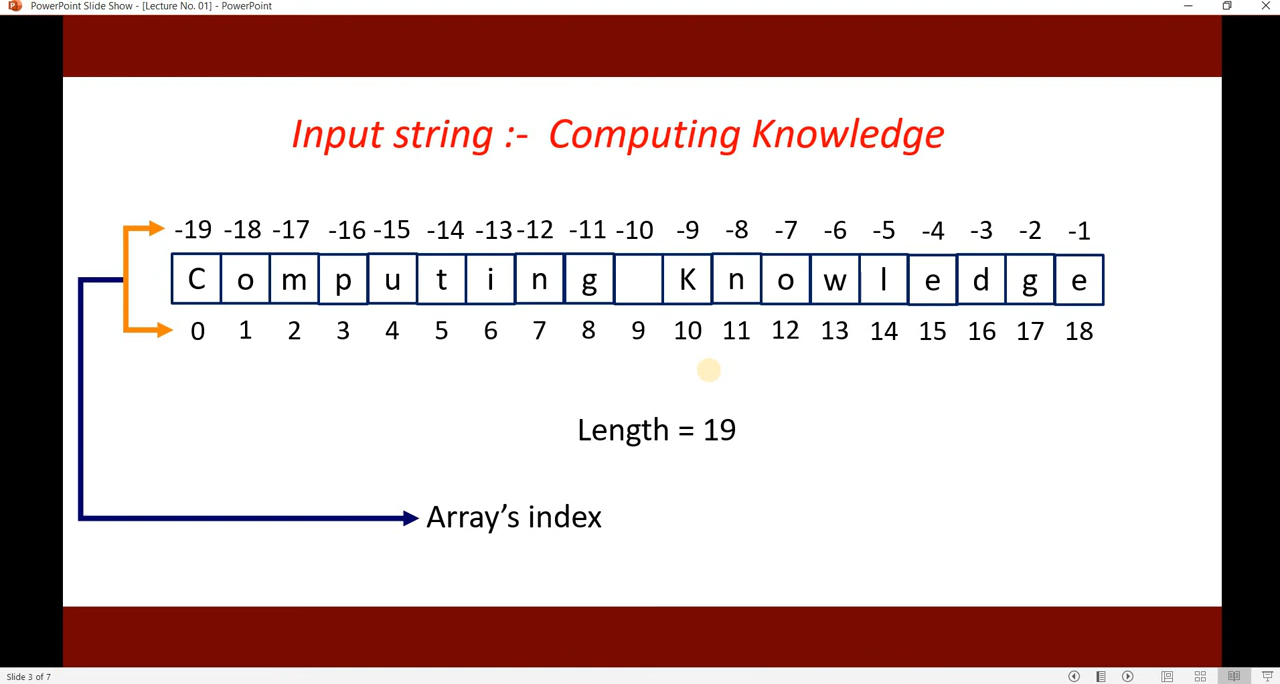 PowerPoint Slide Show - [Lecture No. 01] - PowerPoint
Input string :- Computing Knowledge
-19 -18 -17 -16 -15 -14 -13 -12 -11 -10 -9 -8 -7 -6 -5 -4 -3 -2 -1
C o m p u t i n g K n o w l e d g e
0 1 2 3 4 5 6 7 8 9 10 11 12 13 14 15 16 17 18
Length = 19
Array's index
Slide 3 of 7